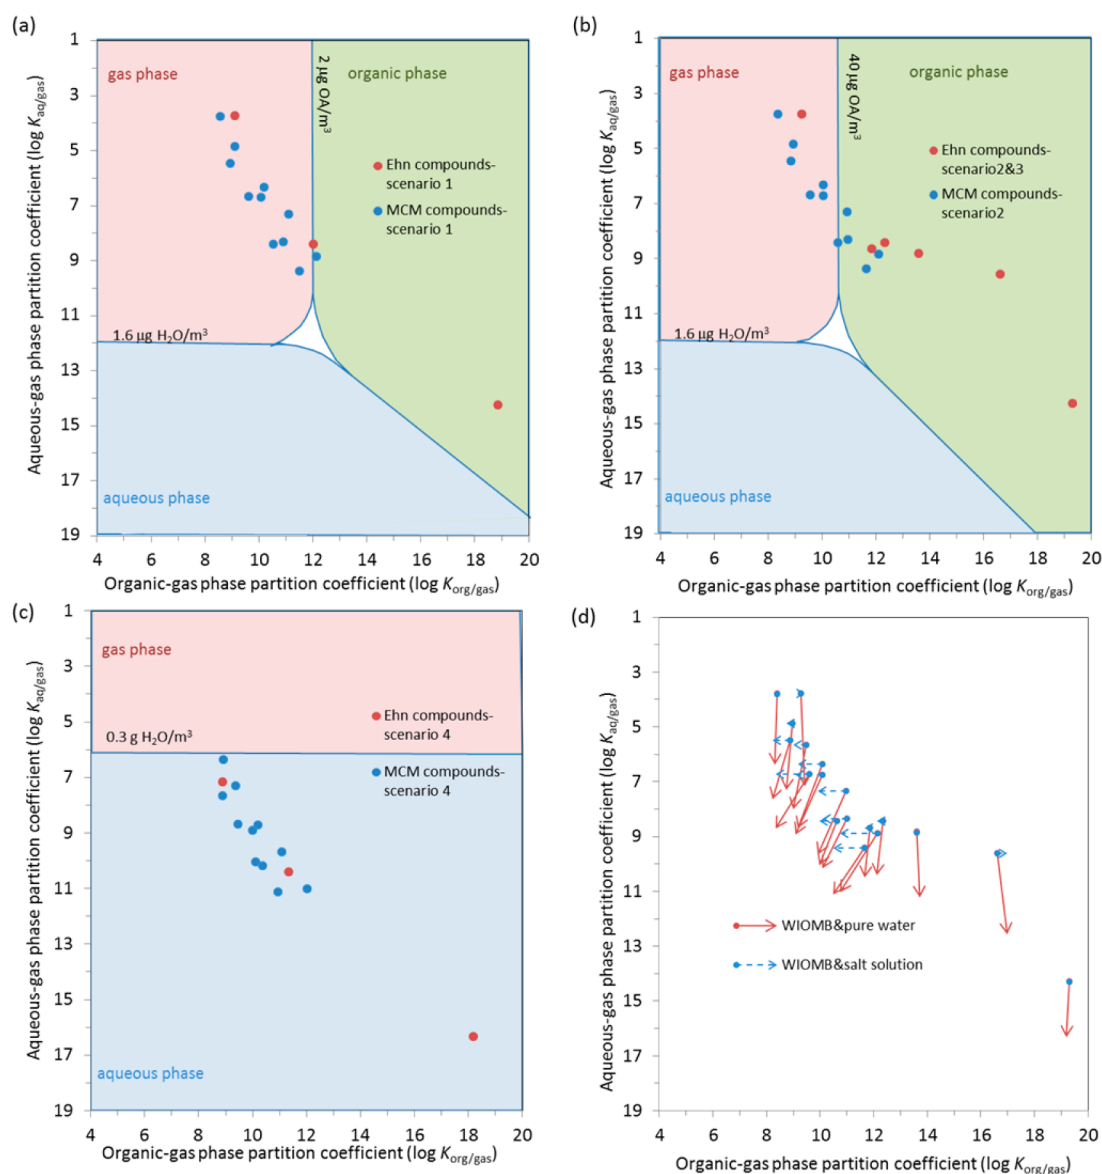 (a)
1
3
5
7
9
11
13
15
17
19
Aqueous-gas phase partition coefficient (log Kaq/gas)
gas phase
2 µg OA/m3
organic phase
Ehn compounds-
scenario 1
MCM compounds-
scenario 1
1.6 µg H2O/m3
aqueous phase
4 6 8 10 12 14 16 18 20
Organic-gas phase partition coefficient (log Korg/gas)
(b)
1
3
5
7
9
11
13
15
17
19
Aqueous-gas phase partition coefficient (log Kaq/gas)
gas phase
40 µg OA/m3
organic phase
Ehn compounds-
scenario2&3
MCM compounds-
scenario2
1.6 µg H2O/m3
aqueous phase
4 6 8 10 12 14 16 18 20
Organic-gas phase partition coefficient (log Korg/gas)
(c)
1
3
5
7
9
11
13
15
17
19
Aqueous-gas phase partition coefficient (log Kaq/gas)
gas phase
0.3 g H2O/m3
Ehn compounds-
scenario 4
MCM compounds-
scenario 4
aqueous phase
4 6 8 10 12 14 16 18 20
Organic-gas phase partition coefficient (log Korg/gas)
(d)
1
3
5
7
9
11
13
15
17
19
Aqueous-gas phase partition coefficient (log Kaq/gas)
WIOMB&pure water
WIOMB&salt solution
4 6 8 10 12 14 16 18 20
Organic-gas phase partition coefficient (log Korg/gas)